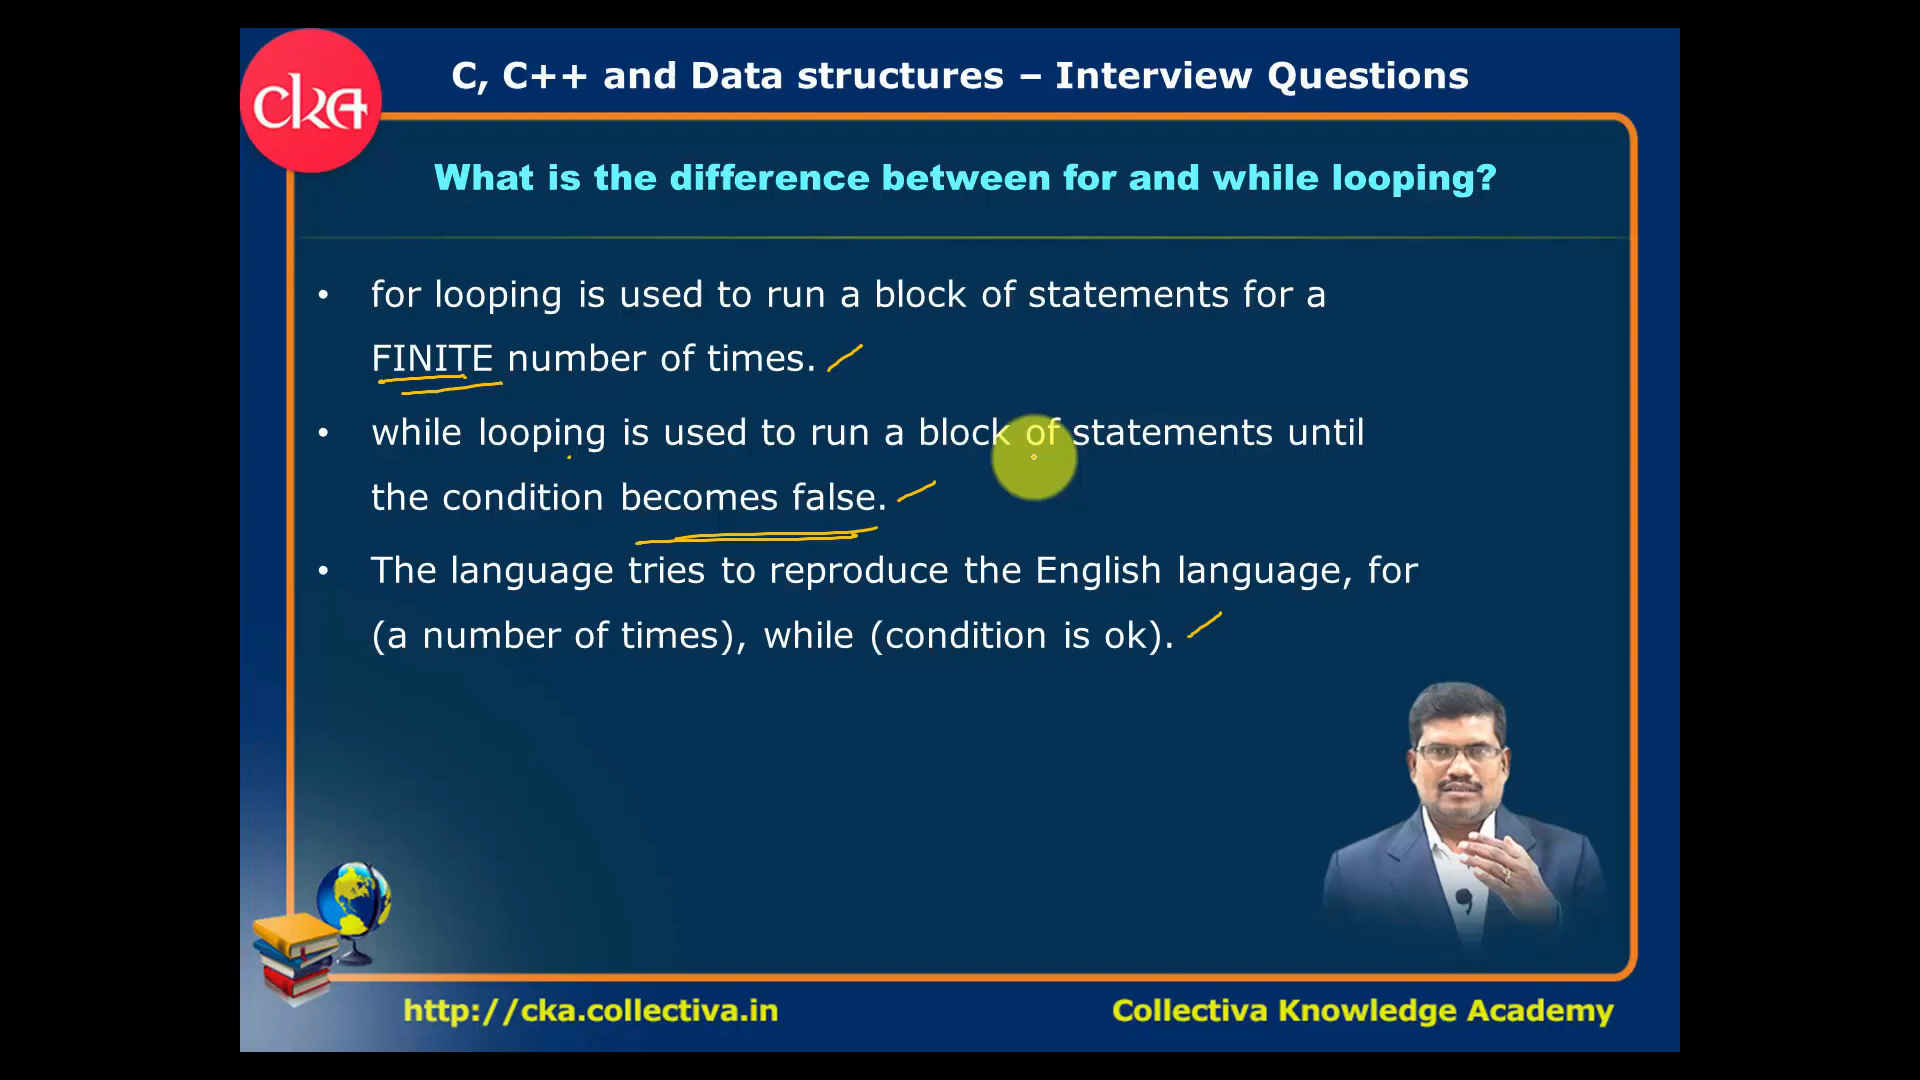 cka
C, C++ and Data structures – Interview Questions
What is the difference between for and while looping?
• for looping is used to run a block of statements for a
FINITE number of times.
• while looping is used to run a block of statements until
the condition becomes false.
• The language tries to reproduce the English language, for
(a number of times), while (condition is ok).
http://cka.collectiva.in
Collectiva Knowledge Academy